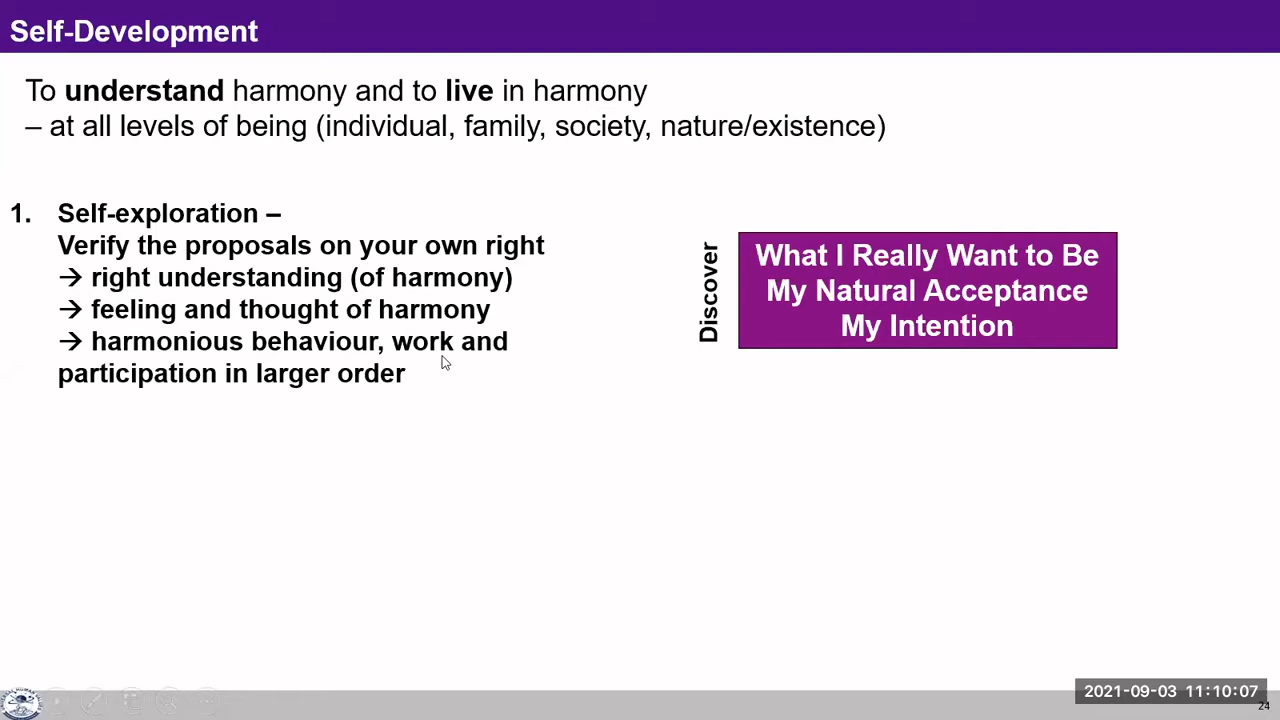 Self-Development
To understand harmony and to live in harmony
– at all levels of being (individual, family, society, nature/existence)
1. Self-exploration –
Verify the proposals on your own right
→ right understanding (of harmony)
→ feeling and thought of harmony
→ harmonious behaviour, work and
participation in larger order
Discover
What I Really Want to Be
My Natural Acceptance
My Intention
2021-09-03 11:10:07
24